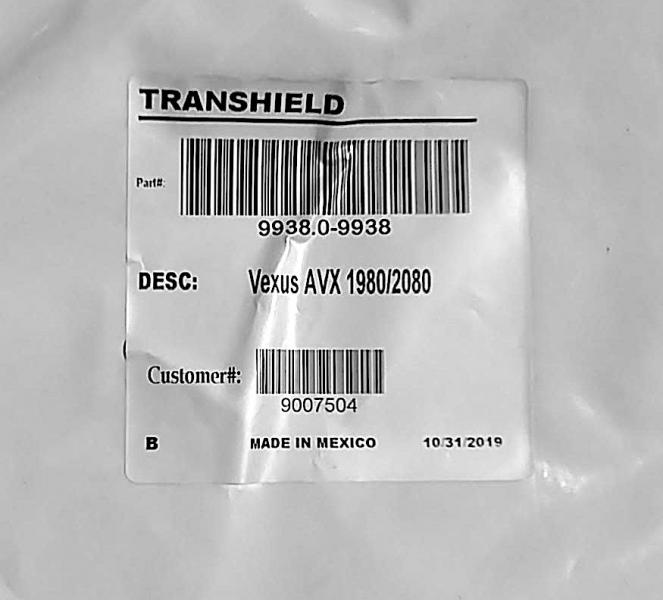 TRANSHIELD
Part#:
9938.0-9938
DESC: Vexus AVX 1980/2080
Customer#:
9007504
B MADE IN MEXICO 10/31/2019